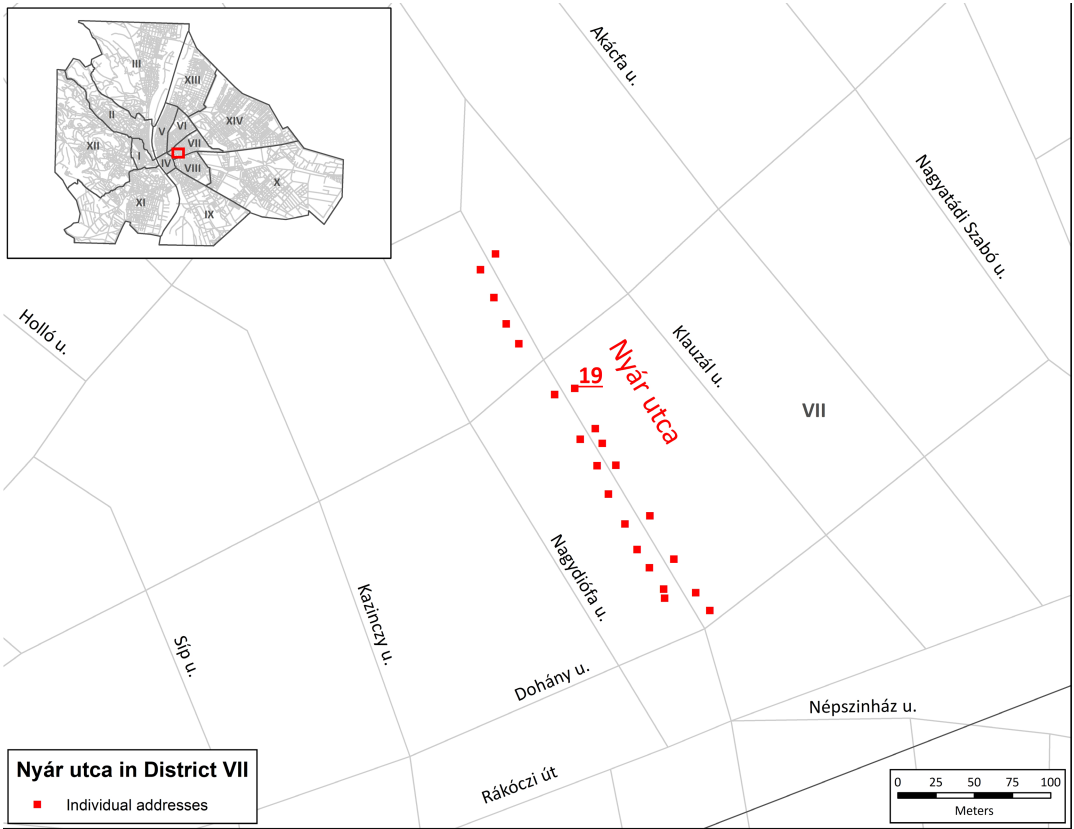 III
XIII
II
VI
XIV
V
XII
VII
I
IV
VIII
X
XI
IX
Akácfa u.
Nagyatádi Szabó u.
Holló u.
Klauzál u.
19
Nyár utca
VII
Nagydiófa u.
Kazinczy u.
Síp u.
Dohány u.
Népszinház u.
Rákóczi út
Nyár utca in District VII
Individual addresses
0 25 50 75 100
Meters